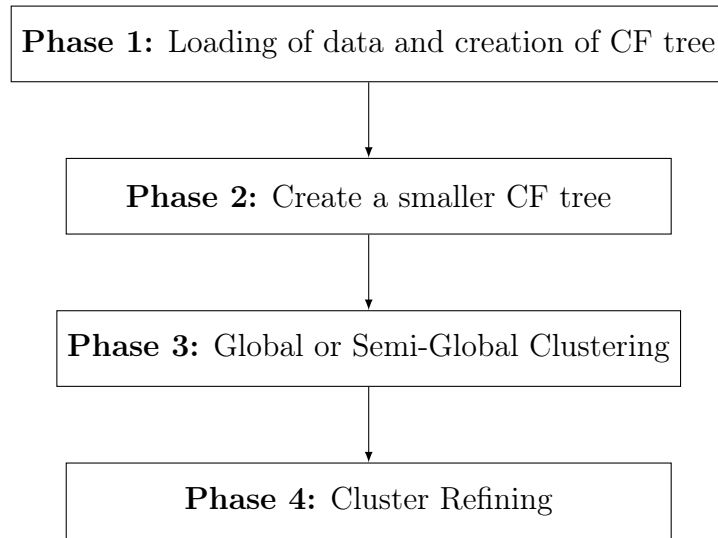 Phase 1: Loading of data and creation of CF tree
Phase 2: Create a smaller CF tree
Phase 3: Global or Semi-Global Clustering
Phase 4: Cluster Refining